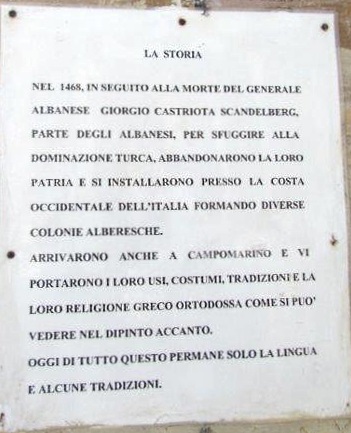 LA STORIA
NEL 1468, IN SEGUITO ALLA MORTE DEL GENERALE
ALBANESE GIORGIO CASTRIOTA SCANDELBERG,
PARTE DEGLI ALBANESI, PER SFUGGIRE ALLA
DOMINAZIONE TURCA, ABBANDONARONO LA LORO
PATRIA E SI INSTALLARONO PRESSO LA COSTA
OCCIDENTALE DELL'ITALIA FORMANDO DIVERSE
COLONIE ALBERESCHE.
ARRIVARONO ANCHE A CAMPOMARINO E VI
PORTARONO I LORO USI, COSTUMI, TRADIZIONI E LA
LORO RELIGIONE GRECO ORTODOSSA COME SI PUO'
VEDERE NEL DIPINTO ACCANTO.
OGGI DI TUTTO QUESTO PERMANE SOLO LA LINGUA
E ALCUNE TRADIZIONI.